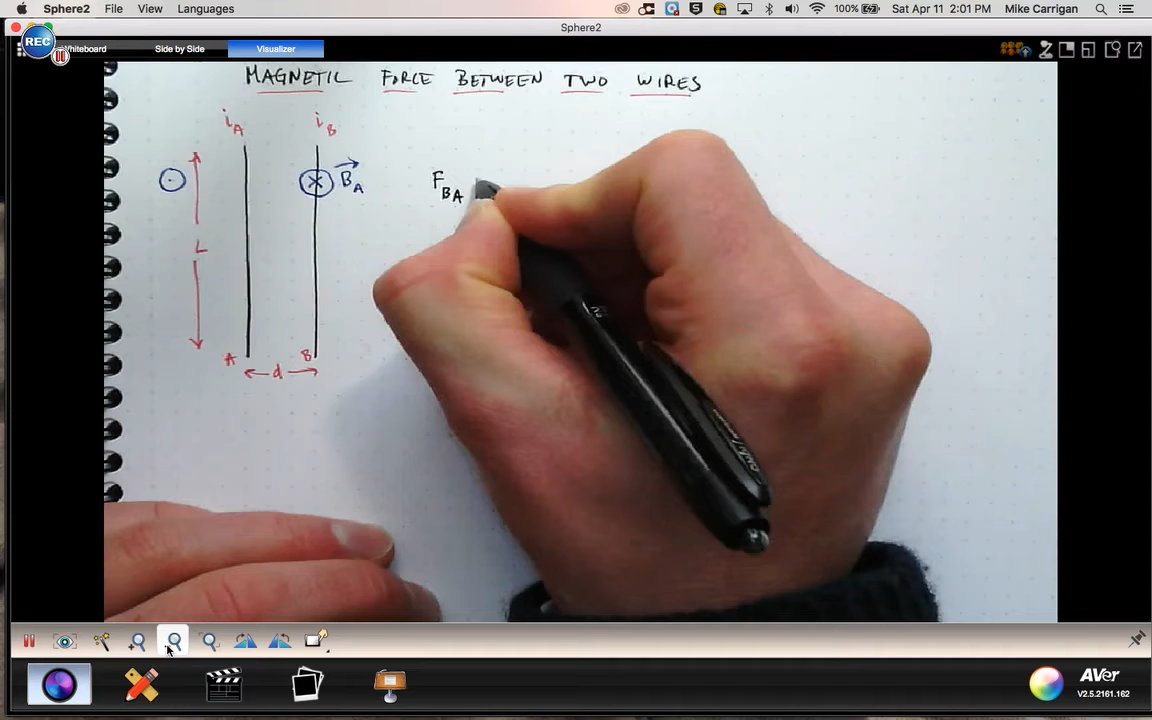 Sphere2 File View Languages 100% Sat Apr 11 2:01 PM Mike Carrigan
Sphere2
REC
Whiteboard Side by Side Visualizer
MAGNETIC FORCE BETWEEN TWO WIRES
iA iB
BA
FBA
L
A B
d
AVer
V2.5.2161.162